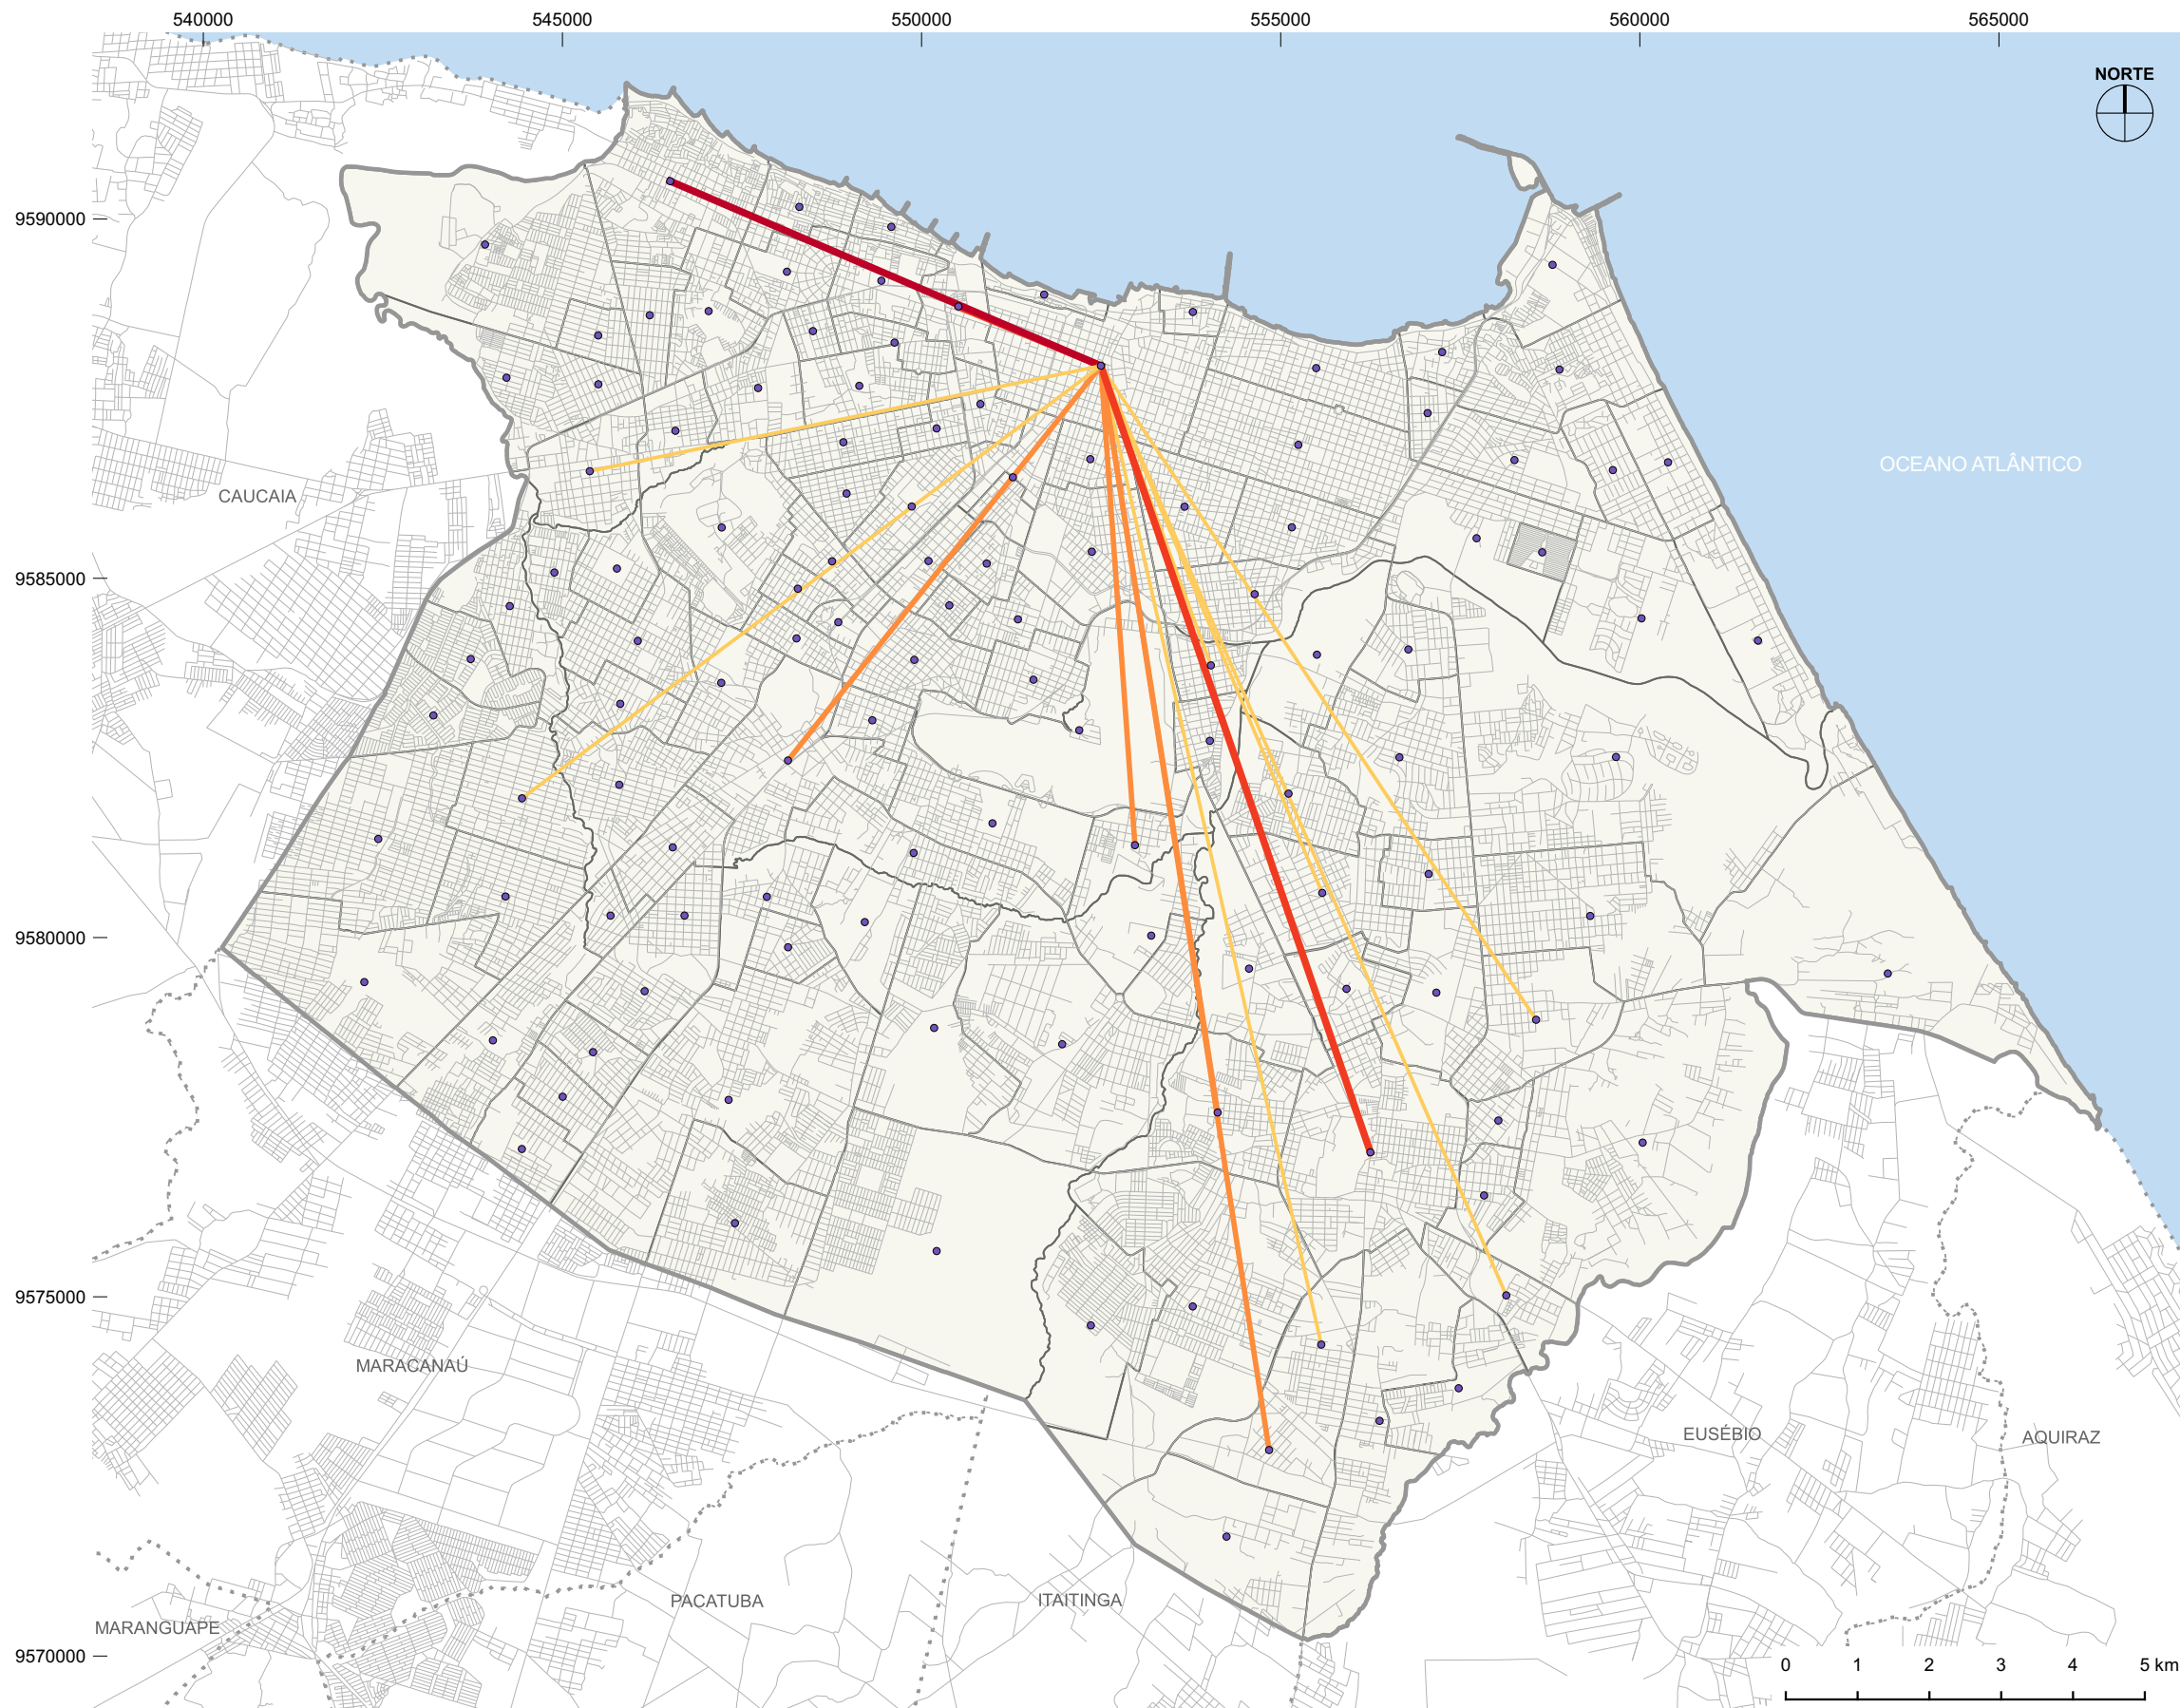 540000 545000 550000 555000 560000 565000
NORTE
9590000
OCEANO ATLÂNTICO
CAUCAIA
9585000
9580000
9575000
MARACANAÚ
EUSÉBIO
AQUIRAZ
PACATUBA
ITAITINGA
MARANGUAPE
9570000
0 1 2 3 4 5 km